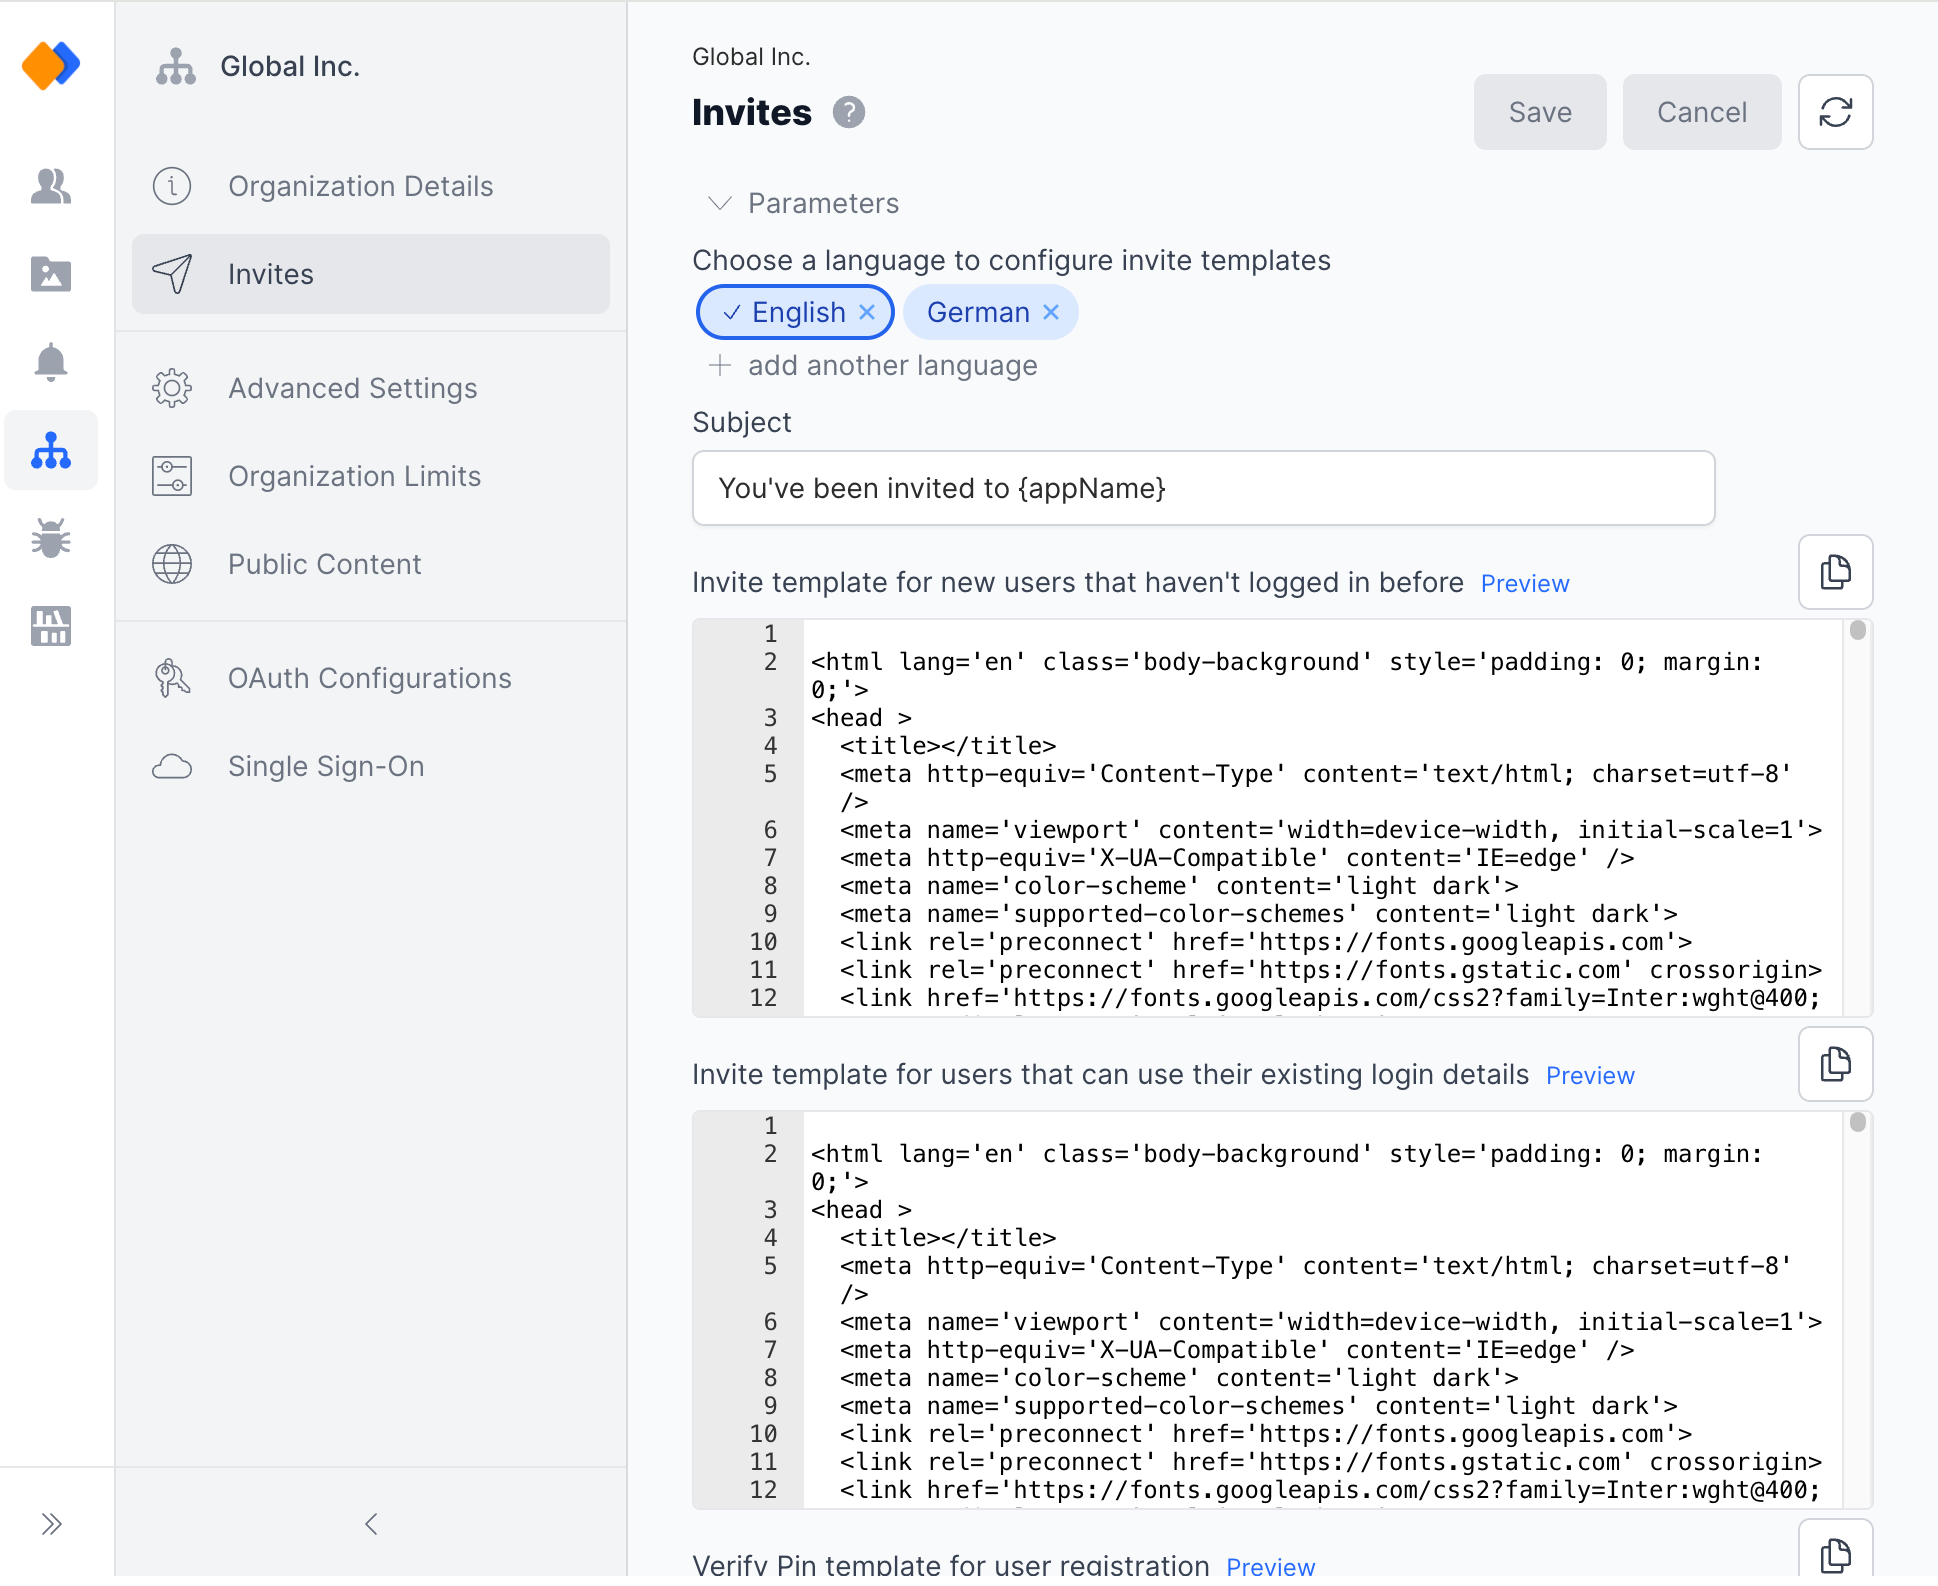 Global Inc.
Organization Details
Invites
Advanced Settings
Organization Limits
Public Content
OAuth Configurations
Single Sign-On
Global Inc.
Invites ?
Save
Cancel
Parameters
Choose a language to configure invite templates
English
German
add another language
Subject
You've been invited to {appName}
Invite template for new users that haven't logged in before Preview
1
2 <html lang='en' class='body-background' style='padding: 0; margin:
0;'>
3 <head >
4 <title></title>
5 <meta http-equiv='Content-Type' content='text/html; charset=utf-8'
/>
6 <meta name='viewport' content='width=device-width, initial-scale=1'>
7 <meta http-equiv='X-UA-Compatible' content='IE=edge' />
8 <meta name='color-scheme' content='light dark'>
9 <meta name='supported-color-schemes' content='light dark'>
10 <link rel='preconnect' href='https://fonts.googleapis.com'>
11 <link rel='preconnect' href='https://fonts.gstatic.com' crossorigin>
12 <link href='https://fonts.googleapis.com/css2?family=Inter:wght@400;
Invite template for users that can use their existing login details Preview
1
2 <html lang='en' class='body-background' style='padding: 0; margin:
0;'>
3 <head >
4 <title></title>
5 <meta http-equiv='Content-Type' content='text/html; charset=utf-8'
/>
6 <meta name='viewport' content='width=device-width, initial-scale=1'>
7 <meta http-equiv='X-UA-Compatible' content='IE=edge' />
8 <meta name='color-scheme' content='light dark'>
9 <meta name='supported-color-schemes' content='light dark'>
10 <link rel='preconnect' href='https://fonts.googleapis.com'>
11 <link rel='preconnect' href='https://fonts.gstatic.com' crossorigin>
12 <link href='https://fonts.googleapis.com/css2?family=Inter:wght@400;
Verify Pin template for user registration Preview